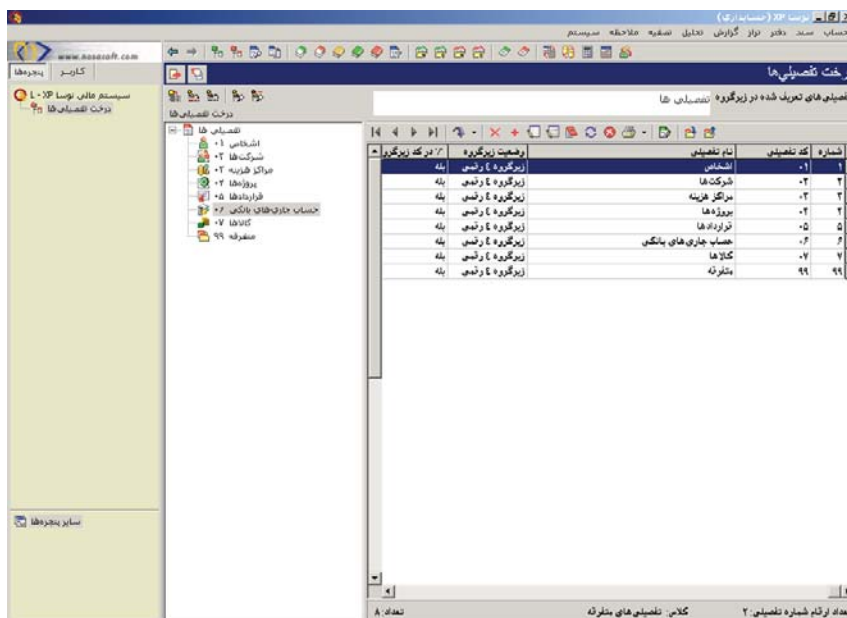 نوسا XP (حسابداری)
حساب سند دفتر تراز گزارش تحلیل تصفیه ملاحظه سیستم
www.nosasoft.com
پنجره‌ها کاربر
درخت تفصیلی‌ها
سیستم مالی نوسا L - XP
درخت تفصیلی ها
تفصیلی‌های تعریف شده در زیرگروه تفصیلی ها
درخت تفصیلی ها
تفصیلی ها
اشخاص ۰۱
شرکت‌ها ۰۲
مراکز هزینه ۰۳
پروژه‌ها ۰۴
قراردادها ۰۵
حساب جاری‌های بانکی ۰۶
کالاها ۰۷
متفرقه ۹۹
شماره کد تفصیلی نام تفصیلی وضعیت زیرگروه ٪ در کد زیرگرو
۱ ۰۱ اشخاص زیرگروه ٤ رقمی بله
۲ ۰۲ شرکت‌ها زیرگروه ٤ رقمی بله
۳ ۰۳ مراکز هزینه زیرگروه ٤ رقمی بله
۴ ۰۴ پروژه‌ها زیرگروه ٤ رقمی بله
۵ ۰۵ قراردادها زیرگروه ٤ رقمی بله
۶ ۰۶ حساب جاری‌های بانکی زیرگروه ٤ رقمی بله
۷ ۰۷ کالاها زیرگروه ٤ رقمی بله
۹۹ ۹۹ متفرقه زیرگروه ٤ رقمی بله
سایر پنجره‌ها
ارقام شماره تفصیلی: ۲ کلاس: تفصیلی های متفرقه تعداد: ۸